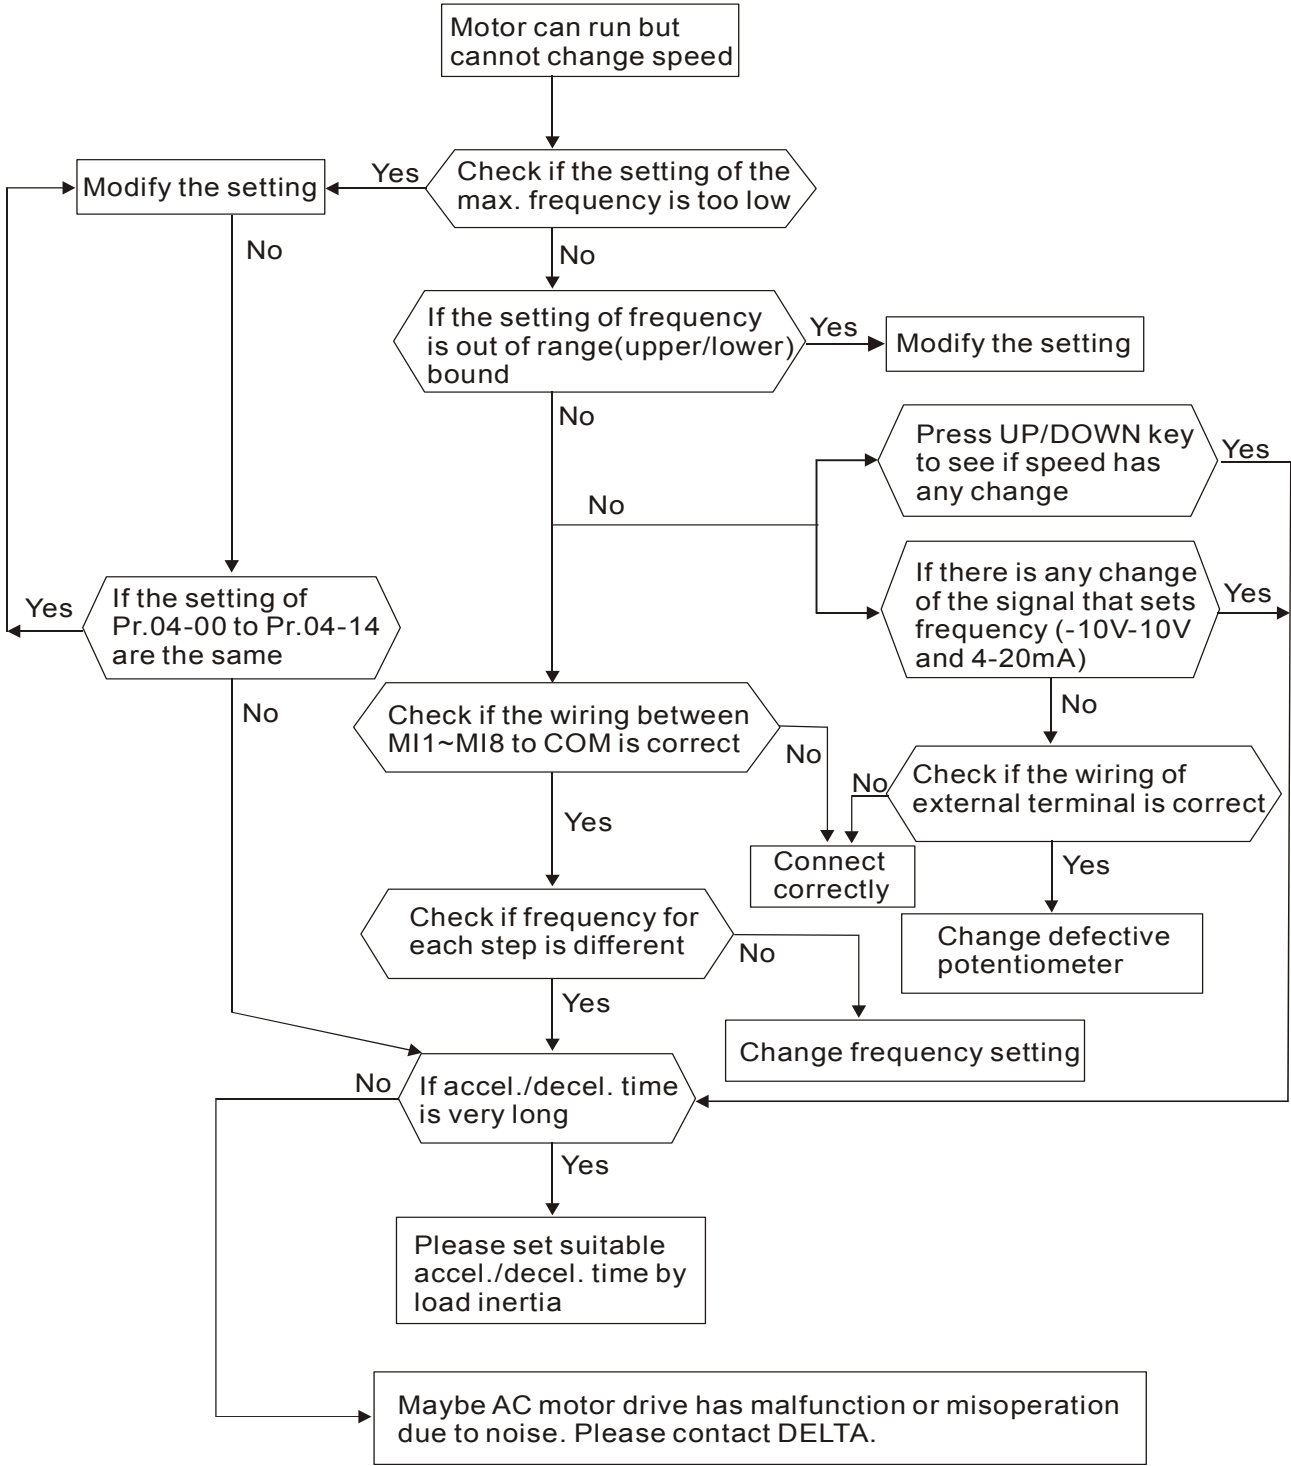 Motor can run but
cannot change speed
Modify the setting
Yes
Check if the setting of the
max. frequency is too low
No
No
If the setting of frequency
is out of range(upper/lower)
bound
Yes
Modify the setting
No
Press UP/DOWN key
to see if speed has
any change
Yes
No
If there is any change
of the signal that sets
frequency (-10V-10V
and 4-20mA)
Yes
Yes
If the setting of
Pr.04-00 to Pr.04-14
are the same
No
No
Check if the wiring between
MI1~MI8 to COM is correct
No
No
Check if the wiring of
external terminal is correct
Yes
Connect
correctly
Yes
Check if frequency for
each step is different
No
Change defective
potentiometer
Yes
Change frequency setting
No
If accel./decel. time
is very long
Yes
Please set suitable
accel./decel. time by
load inertia
Maybe AC motor drive has malfunction or misoperation
due to noise. Please contact DELTA.